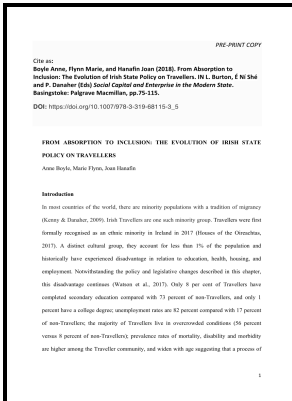 PRE-PRINT COPY
Cite as:
Boyle Anne, Flynn Marie, and Hanafin Joan (2018). From Absorption to
Inclusion: The Evolution of Irish State Policy on Travellers. IN L. Burton, É Ní Shé
and P. Danaher (Eds) Social Capital and Enterprise in the Modern State.
Basingstoke: Palgrave Macmillan, pp.75-115.
DOI: https://doi.org/10.1007/978-3-319-68115-3_5
FROM ABSORPTION TO INCLUSION: THE EVOLUTION OF IRISH STATE
POLICY ON TRAVELLERS
Anne Boyle, Marie Flynn, Joan Hanafin
Introduction
In most countries of the world, there are minority populations with a tradition of migrancy
(Kenny & Danaher, 2009). Irish Travellers are one such minority group. Travellers were first
formally recognised as an ethnic minority in Ireland in 2017 (Houses of the Oireachtas,
2017). A distinct cultural group, they account for less than 1% of the population and
historically have experienced disadvantage in relation to education, health, housing, and
employment. Notwithstanding the policy and legislative changes described in this chapter,
this disadvantage continues (Watson et al., 2017). Only 8 per cent of Travellers have
completed secondary education compared with 73 percent of non-Travellers, and only 1
percent have a college degree; unemployment rates are 82 percent compared with 17 percent
of non-Travellers; the majority of Travellers live in overcrowded conditions (56 percent
versus 8 percent of non-Travellers); prevalence rates of mortality, disability and morbidity
are higher among the Traveller community, and widen with age suggesting that a process of
1